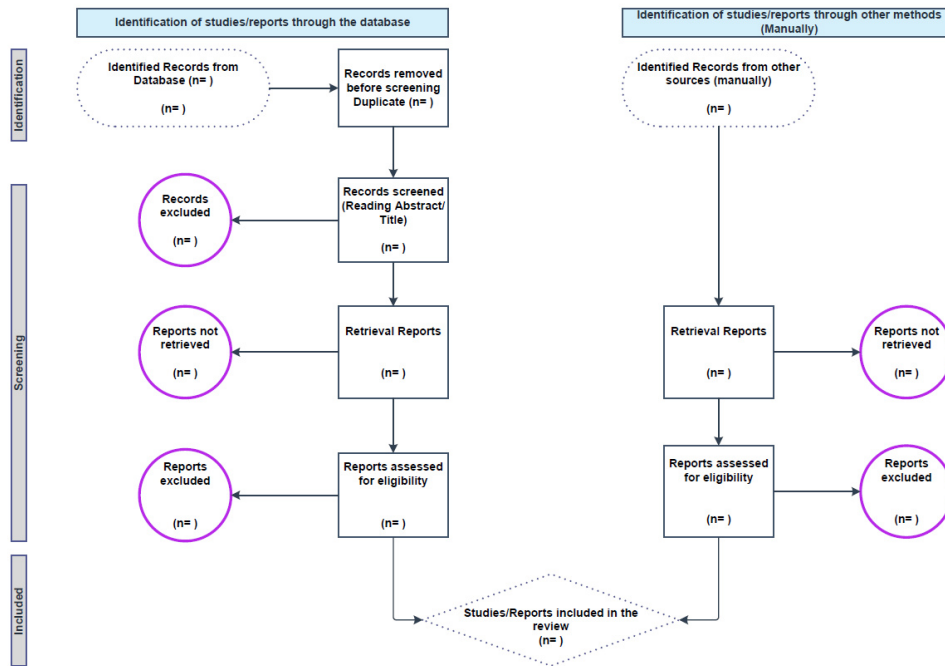 Identification of studies/reports through the database
Identification of studies/reports through other methods
(Manually)
Identification
Identified Records from
Database (n= )
(n= )
Records removed
before screening
Duplicate (n= )
Identified Records from other
sources (manually)
(n= )
Screening
Records
excluded
(n= )
Records screened
(Reading Abstract/
Title)
(n= )
Reports not
retrieved
(n= )
Retrieval Reports
(n= )
Retrieval Reports
(n= )
Reports not
retrieved
(n= )
Reports
excluded
(n= )
Reports assessed
for eligibility
(n= )
Reports assessed
for eligibility
(n= )
Reports
excluded
(n= )
Included
Studies/Reports included in the
review
(n= )